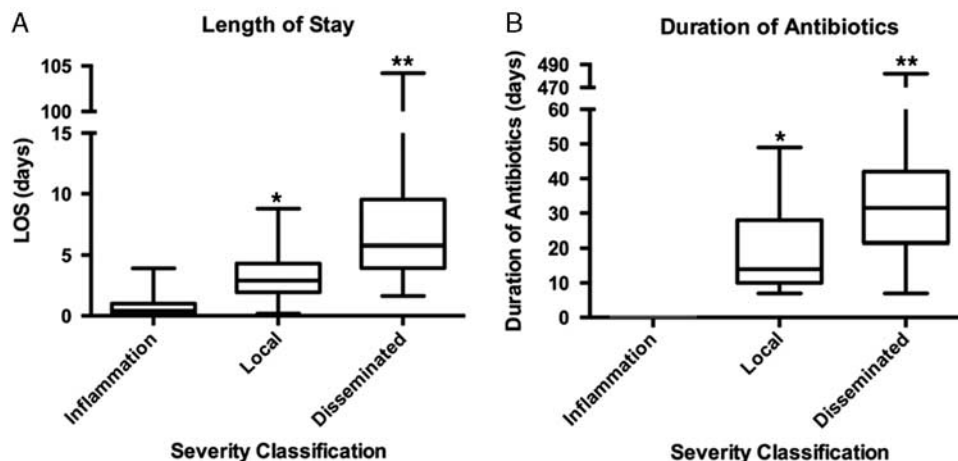 A
Length of Stay
LOS (days)
105
100
15
10
5
0
*
**
Inflammation
Local
Disseminated
Severity Classification
B
Duration of Antibiotics
Duration of Antibiotics (days)
490
470
60
50
40
30
20
10
0
*
**
Inflammation
Local
Disseminated
Severity Classification